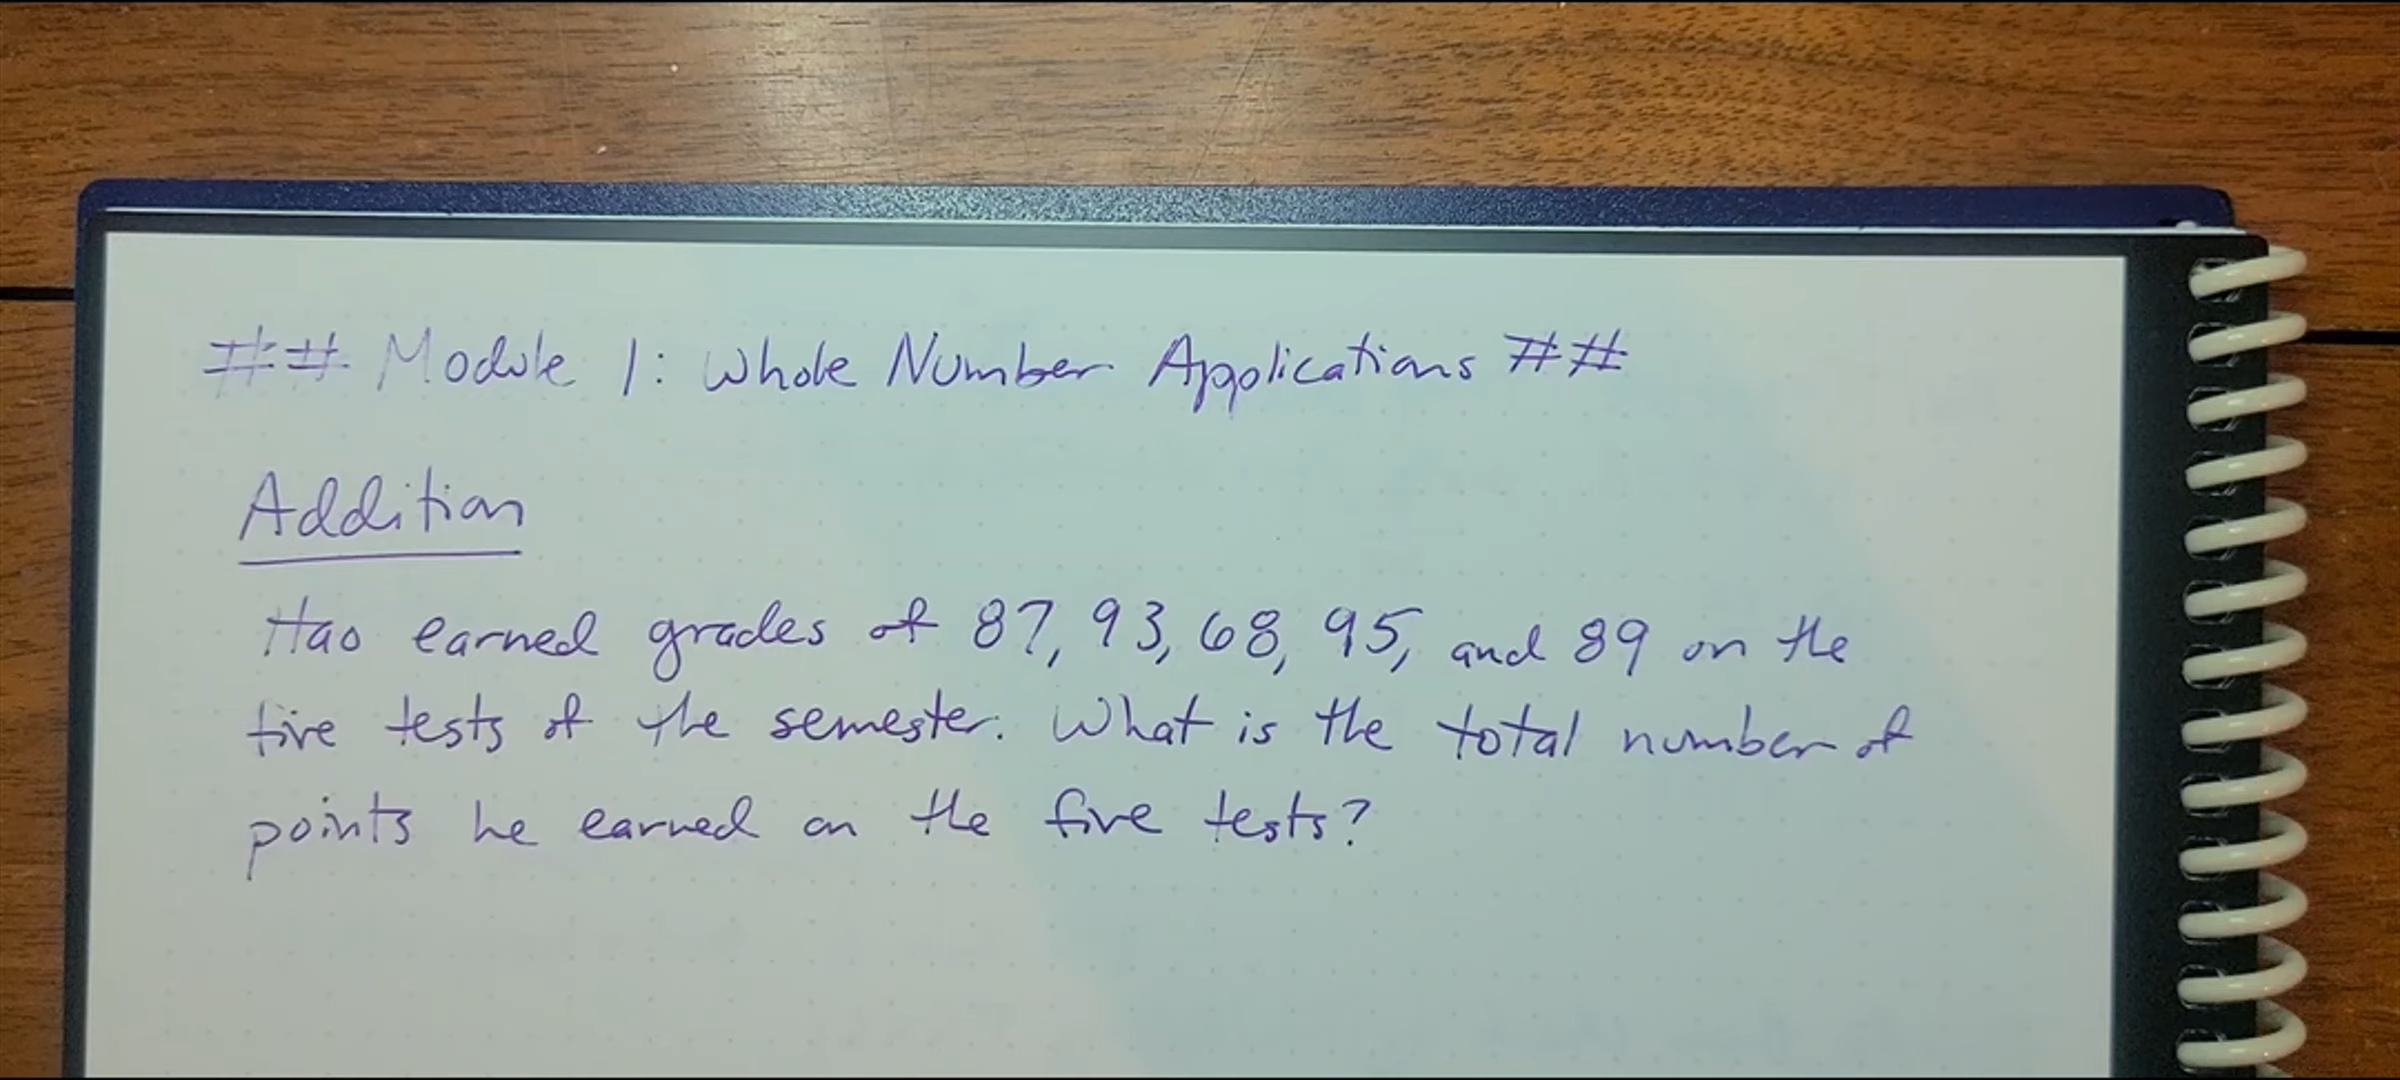 ## Module 1: Whole Number Applications ##
Addition
Hao earned grades of 87, 93, 68, 95, and 89 on the
five tests of the semester. What is the total number of
points he earned on the five tests?